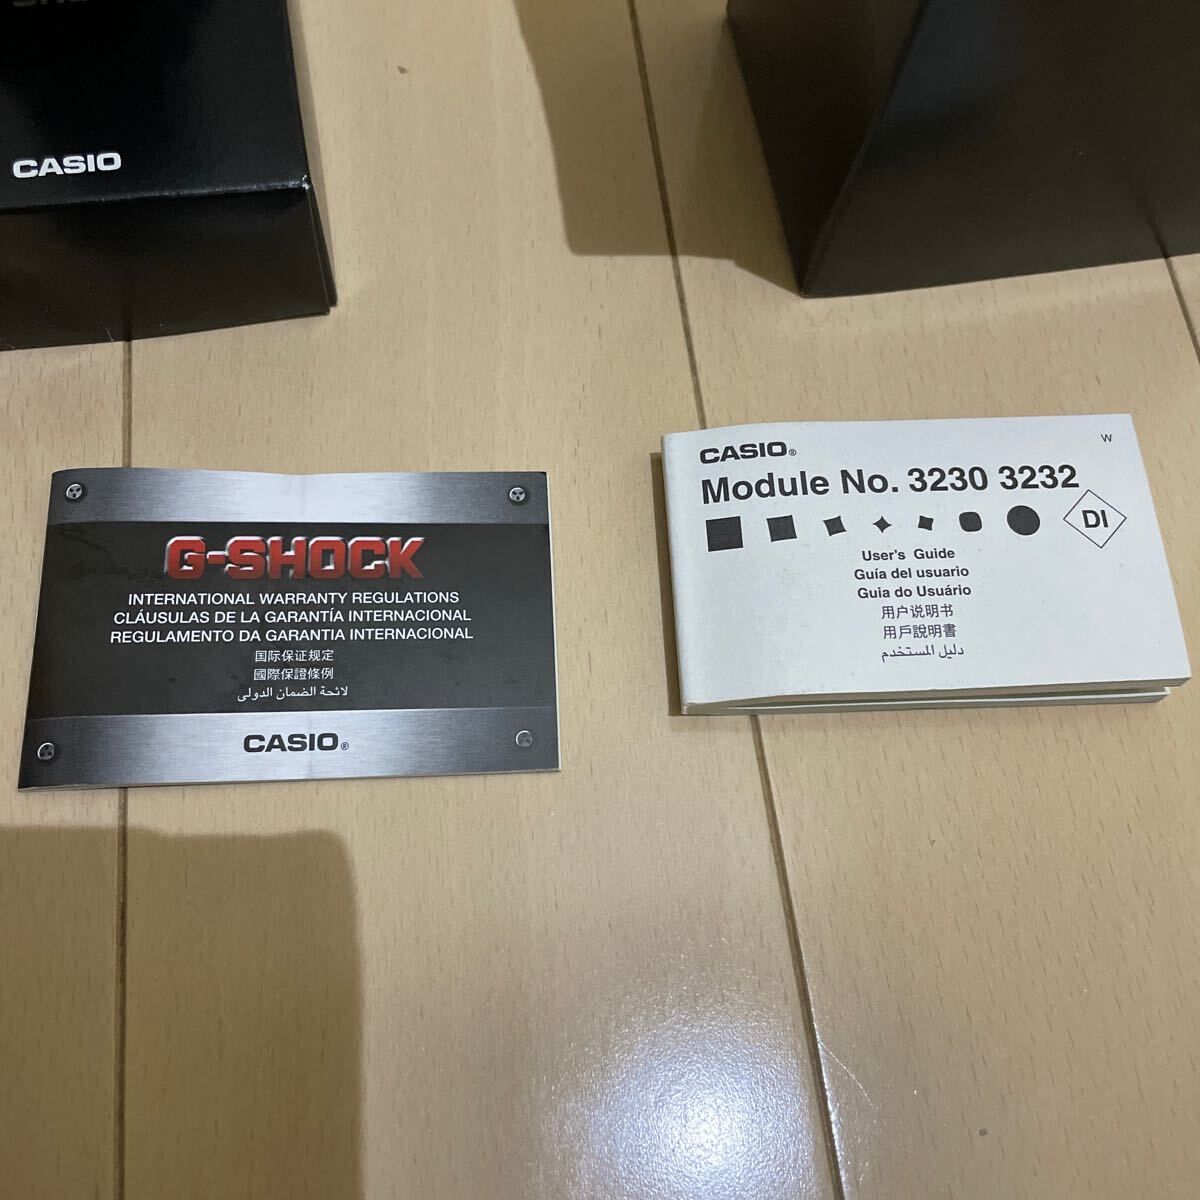 CASIO
G-SHOCK
INTERNATIONAL WARRANTY REGULATIONS
CLÁUSULAS DE LA GARANTÍA INTERNACIONAL
REGULAMENTO DA GARANTIA INTERNACIONAL
国际保证规定
國際保證條例
لائحة الضمان الدولى
CASIO®
CASIO®
W
Module No. 3230 3232
DI
User's Guide
Guía del usuario
Guia do Usuário
用户说明书
用戶說明書
دليل المستخدم